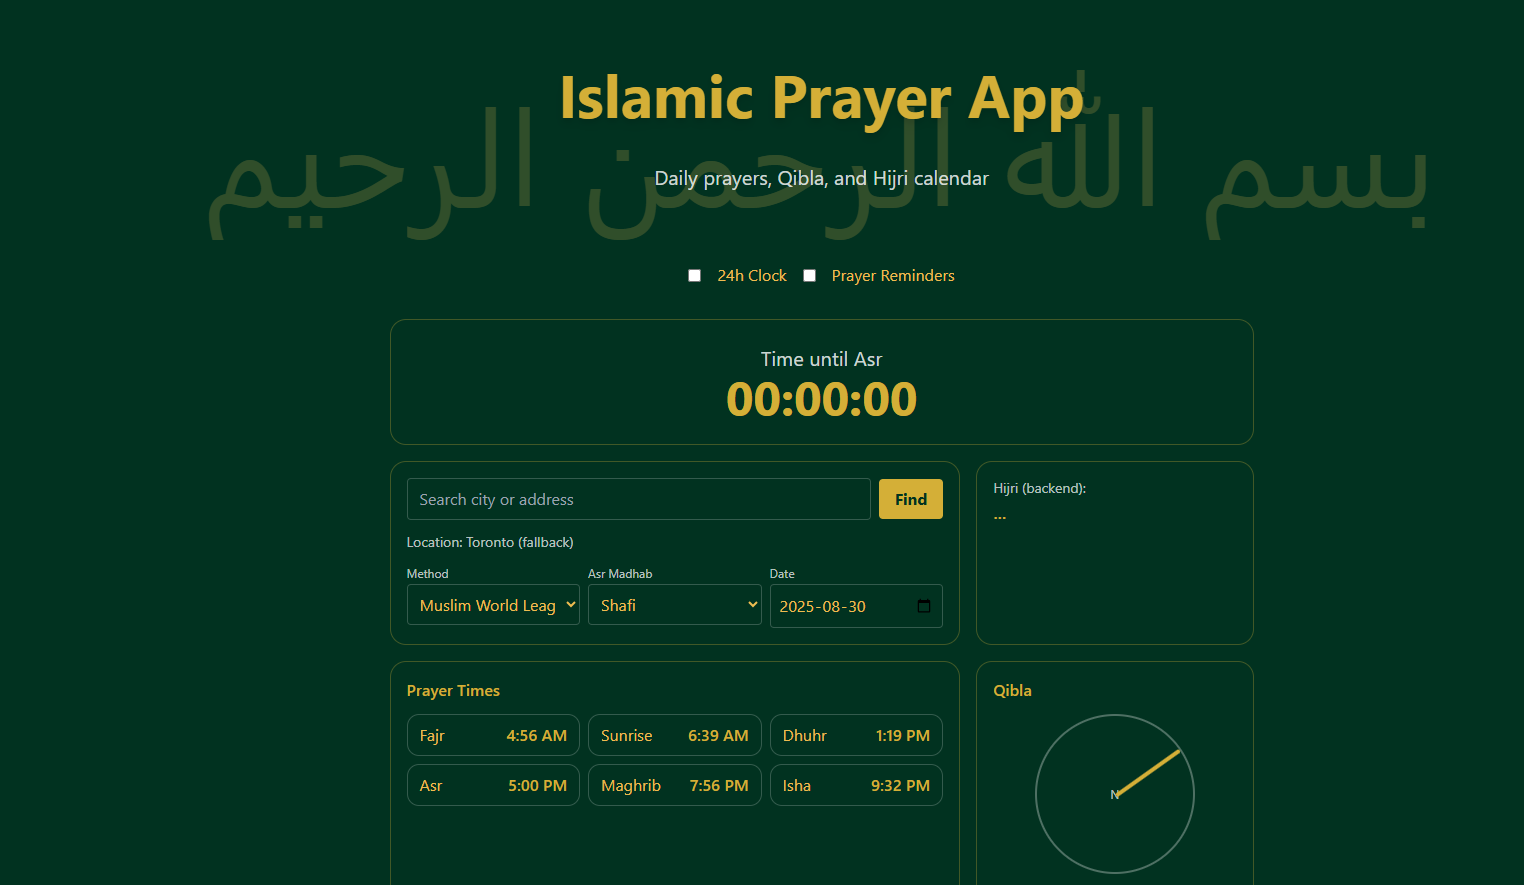 Islamic Prayer App
بسم اللّٰه الرحمن الرحيم
Daily prayers, Qibla, and Hijri calendar
24h Clock Prayer Reminders
Time until Asr
00:00:00
Search city or address Find
Location: Toronto (fallback)
Method Asr Madhab Date
Muslim World Leag Shafi 2025-08-30
Hijri (backend):
...
Prayer Times
Fajr 4:56 AM Sunrise 6:39 AM Dhuhr 1:19 PM
Asr 5:00 PM Maghrib 7:56 PM Isha 9:32 PM
Qibla
N